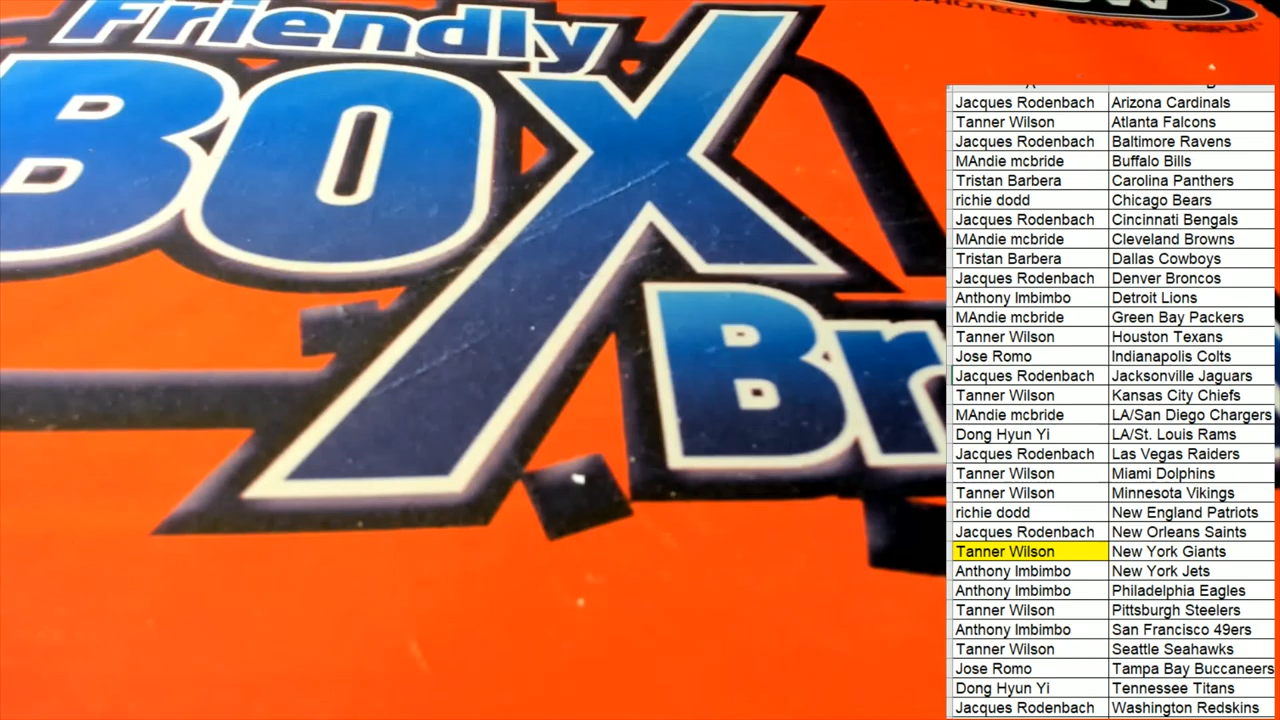 Friendly
BOX
Br
PROTECT · STORE · DISPLAY
Jacques Rodenbach Arizona Cardinals
Tanner Wilson Atlanta Falcons
Jacques Rodenbach Baltimore Ravens
MAndie mcbride Buffalo Bills
Tristan Barbera Carolina Panthers
richie dodd Chicago Bears
Jacques Rodenbach Cincinnati Bengals
MAndie mcbride Cleveland Browns
Tristan Barbera Dallas Cowboys
Jacques Rodenbach Denver Broncos
Anthony Imbimbo Detroit Lions
MAndie mcbride Green Bay Packers
Tanner Wilson Houston Texans
Jose Romo Indianapolis Colts
Jacques Rodenbach Jacksonville Jaguars
Tanner Wilson Kansas City Chiefs
MAndie mcbride LA/San Diego Chargers
Dong Hyun Yi LA/St. Louis Rams
Jacques Rodenbach Las Vegas Raiders
Tanner Wilson Miami Dolphins
Tanner Wilson Minnesota Vikings
richie dodd New England Patriots
Jacques Rodenbach New Orleans Saints
Tanner Wilson New York Giants
Anthony Imbimbo New York Jets
Anthony Imbimbo Philadelphia Eagles
Tanner Wilson Pittsburgh Steelers
Anthony Imbimbo San Francisco 49ers
Tanner Wilson Seattle Seahawks
Jose Romo Tampa Bay Buccaneers
Dong Hyun Yi Tennessee Titans
Jacques Rodenbach Washington Redskins